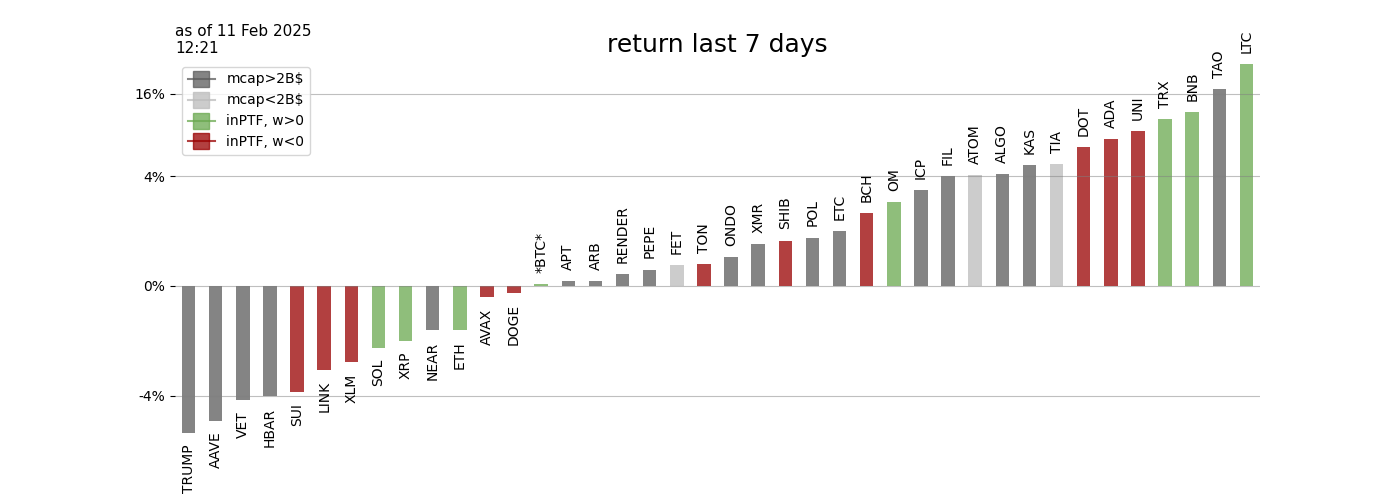 as of 11 Feb 2025
12:21
return last 7 days
mcap>2B$
mcap<2B$
inPTF, w>0
inPTF, w<0
16%
4%
0%
-4%
TRUMP
AAVE
VET
HBAR
SUI
LINK
XLM
SOL
XRP
NEAR
ETH
AVAX
DOGE
*BTC*
APT
ARB
RENDER
PEPE
FET
TON
ONDO
XMR
SHIB
POL
ETC
BCH
OM
ICP
FIL
ATOM
ALGO
KAS
TIA
DOT
ADA
UNI
TRX
BNB
TAO
LTC